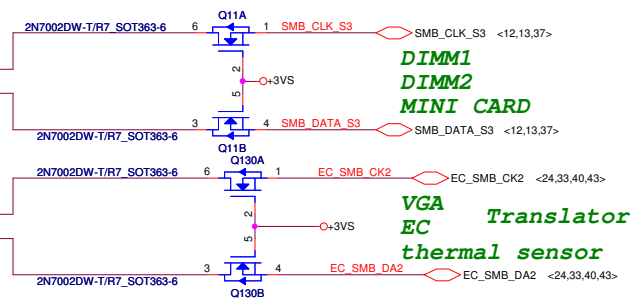 Q11A
2N7002DW-T/R7_SOT363-6 6 1 SMB_CLK_S3 SMB_CLK_S3 <12,13,37>
DIMM1
2
DIMM2
+3VS
5
MINI CARD
3 4 SMB_DATA_S3 SMB_DATA_S3 <12,13,37>
2N7002DW-T/R7_SOT363-6
Q11B
Q130A
2N7002DW-T/R7_SOT363-6 6 1 EC_SMB_CK2 EC_SMB_CK2 <24,33,40,43>
VGA
2
Translator
EC
+3VS
5
thermal sensor
3 4 EC_SMB_DA2 EC_SMB_DA2 <24,33,40,43>
2N7002DW-T/R7_SOT363-6
Q130B